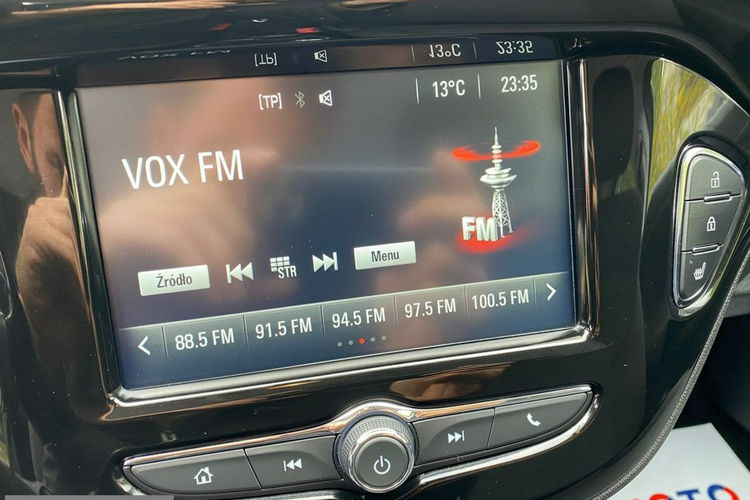 [TP] 13°C 23:35
VOX FM
FM
Źródło STR Menu
88.5 FM 91.5 FM 94.5 FM 97.5 FM 100.5 FM